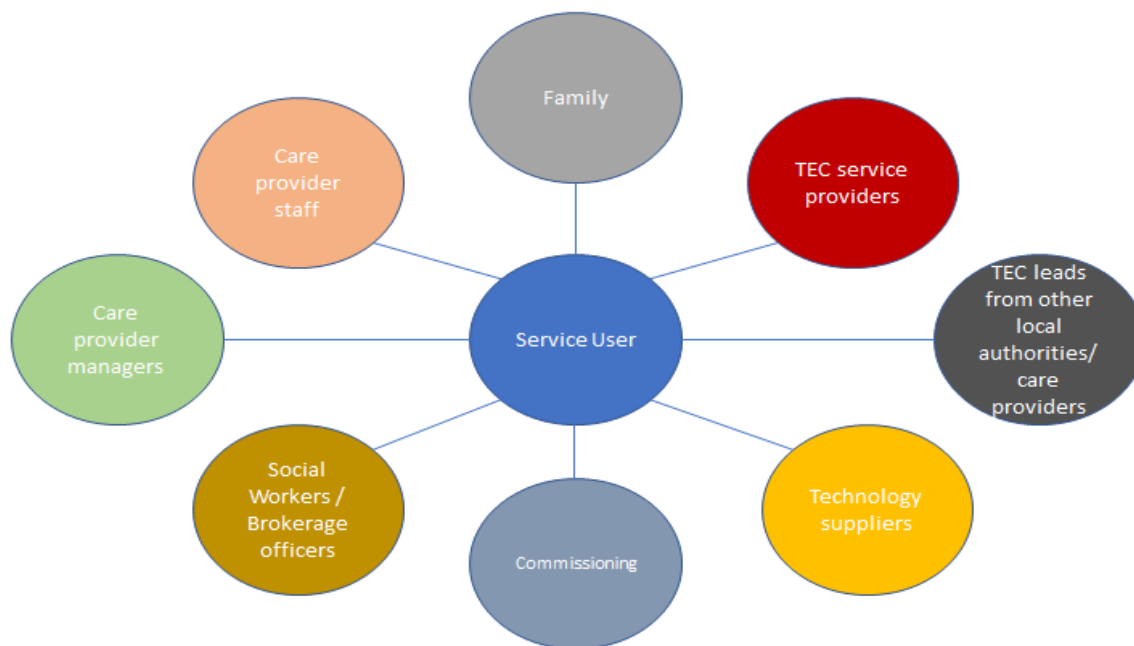 Family
Care
provider
staff
TEC service
providers
Care
provider
managers
Service User
TEC leads
from other
local
authorities/
care
providers
Social
Workers /
Brokerage
officers
Commissioning
Technology
suppliers